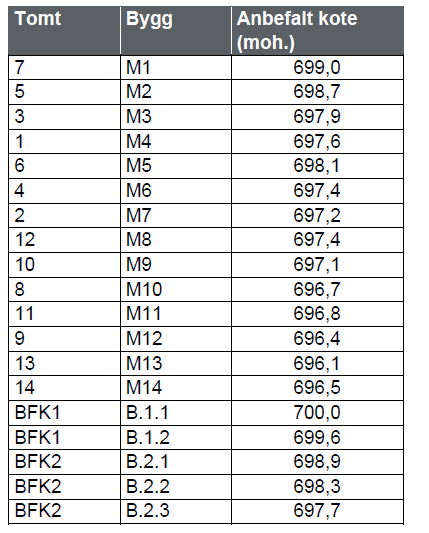 Tomt Bygg Anbefalt kote
(moh.)
7 M1 699,0
5 M2 698,7
3 M3 697,9
1 M4 697,6
6 M5 698,1
4 M6 697,4
2 M7 697,2
12 M8 697,4
10 M9 697,1
8 M10 696,7
11 M11 696,8
9 M12 696,4
13 M13 696,1
14 M14 696,5
BFK1 B.1.1 700,0
BFK1 B.1.2 699,6
BFK2 B.2.1 698,9
BFK2 B.2.2 698,3
BFK2 B.2.3 697,7